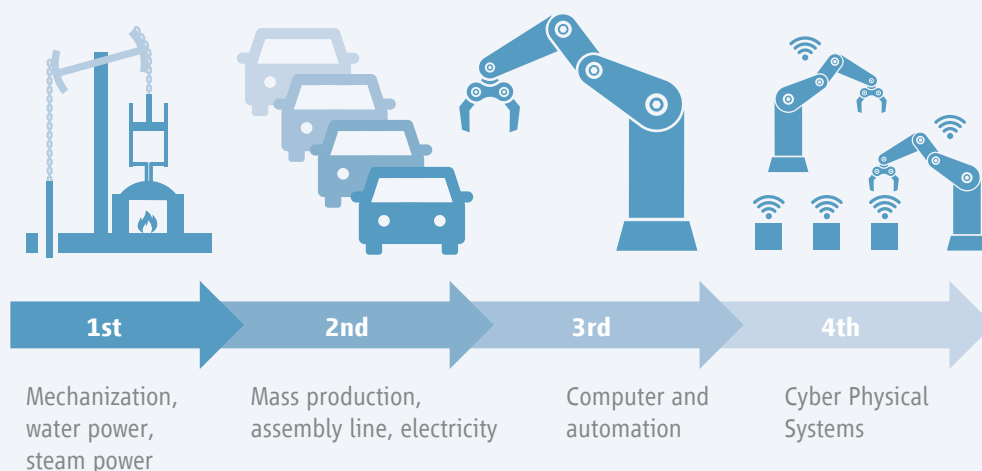 1st
2nd
3rd
4th
Mechanization,
water power,
steam power
Mass production,
assembly line, electricity
Computer and
automation
Cyber Physical
Systems